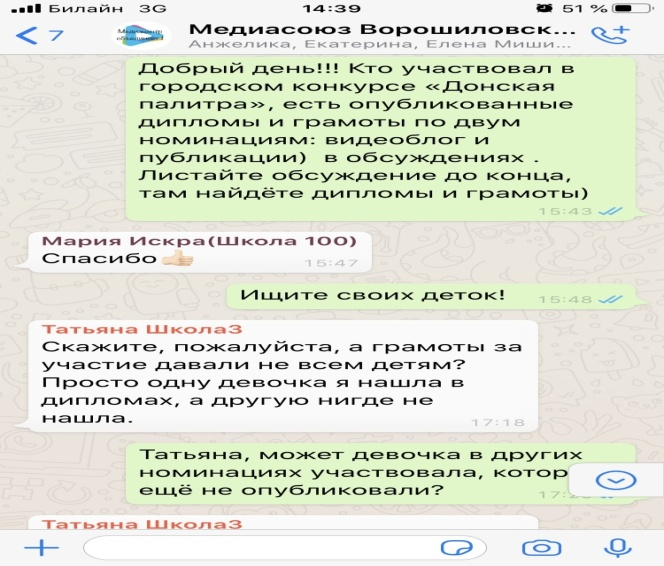 Билайн 3G 14:39 51 %
7
Медиасоюз Ворошиловск...
Анжелика, Екатерина, Елена Миши...
Добрый день!!! Кто участвовал в
городском конкурсе «Донская
палитра», есть опубликованные
дипломы и грамоты по двум
номинациям: видеоблог и
публикации) в обсуждениях .
Листайте обсуждение до конца,
там найдёте дипломы и грамоты)
15:43
Мария Искра(Школа 100)
Спасибо 👍🏻
15:47
Ищите своих деток!
15:48
Татьяна Школа3
Скажите, пожалуйста, а грамоты за
участие давали не всем детям?
Просто одну девочка я нашла в
дипломах, а другую нигде не
нашла.
17:18
Татьяна, может девочка в других
номинациях участвовала, котор
ещё не опубликовали?
Татьяна Школа3